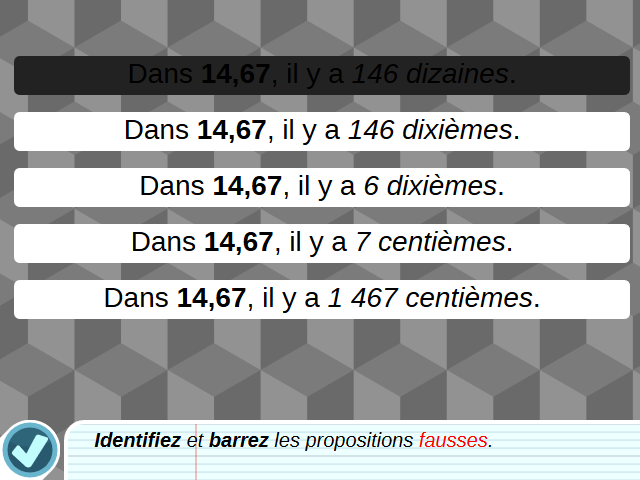 Dans 14,67, il y a 146 dizaines.
Dans 14,67, il y a 146 dixièmes.
Dans 14,67, il y a 6 dixièmes.
Dans 14,67, il y a 7 centièmes.
Dans 14,67, il y a 1 467 centièmes.
Identifiez et barrez les propositions fausses.